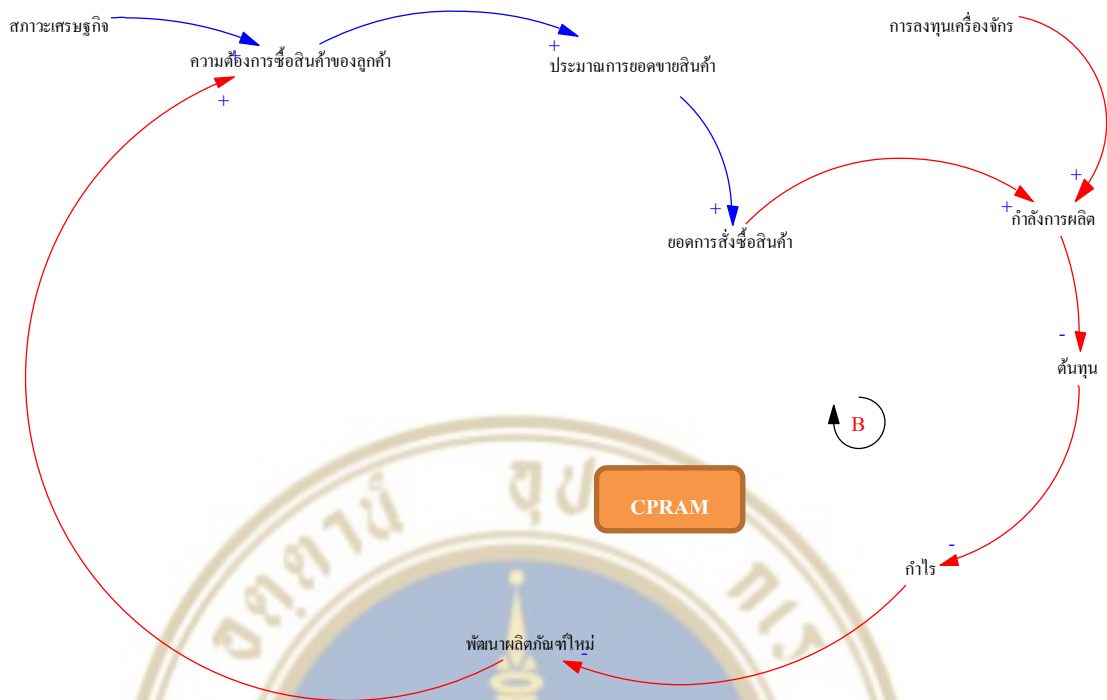 สภาวะเศรษฐกิจ
การลงทุนเครื่องจักร
+
+
ความต้องการซื้อสินค้าของลูกค้า
ประมาณการยอดขายสินค้า
+
+
+
+
ยอดการสั่งซื้อสินค้า
กำลังการผลิต
-
ต้นทุน
B
อุป
CPRAM
-
กำไร
พัฒนาผลิตภัณฑ์ใหม่
-